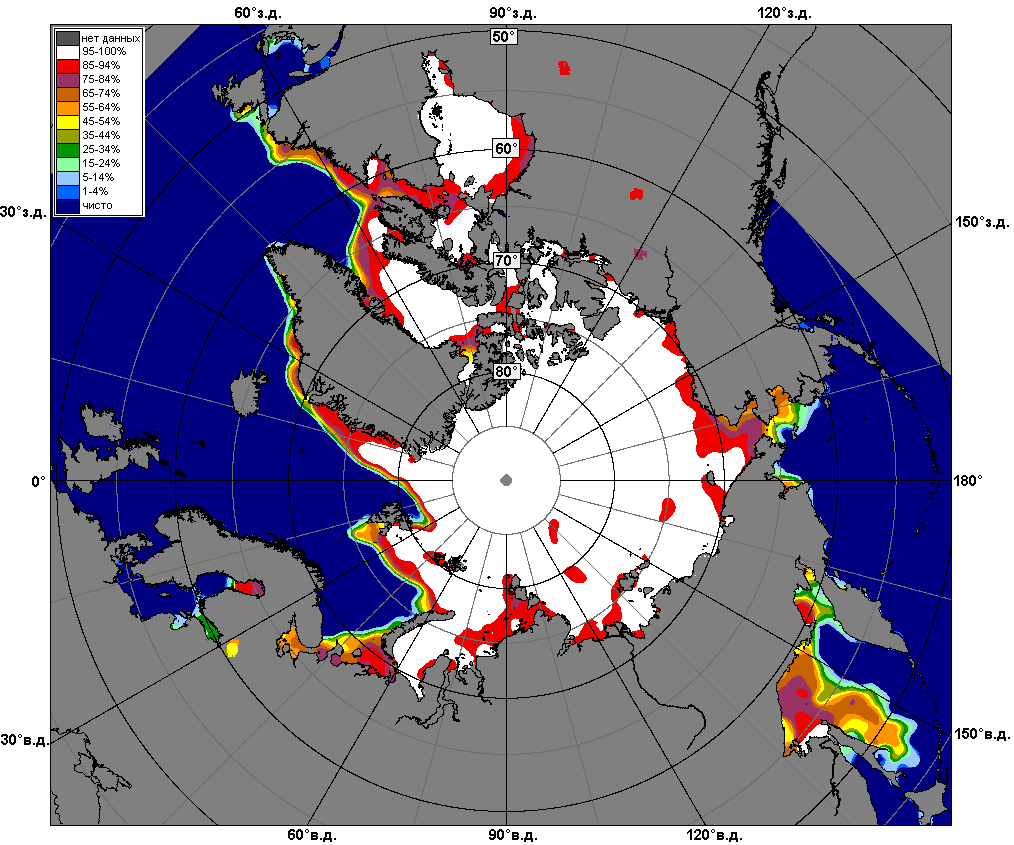 60°з.д.
90°з.д.
120°з.д.
нет данных
95-100%
85-94%
75-84%
65-74%
55-64%
45-54%
35-44%
25-34%
15-24%
5-14%
1-4%
чисто
50°
60°
30°з.д.
150°з.д.
70°
80°
0°
180°
30°в.д.
150°в.д.
60°в.д.
90°в.д.
120°в.д.